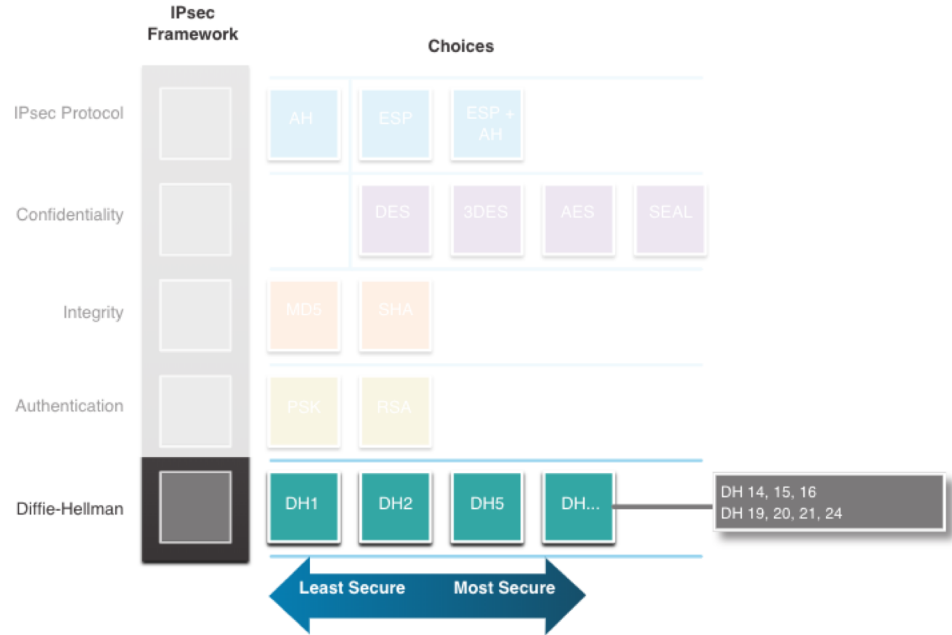 IPsec
Framework
Choices
IPsec Protocol
AH
ESP
ESP +
AH
Confidentiality
DES
3DES
AES
SEAL
Integrity
MD5
SHA
Authentication
PSK
RSA
Diffie-Hellman
DH1
DH2
DH5
DH...
DH 14, 15, 16
DH 19, 20, 21, 24
Least Secure
Most Secure